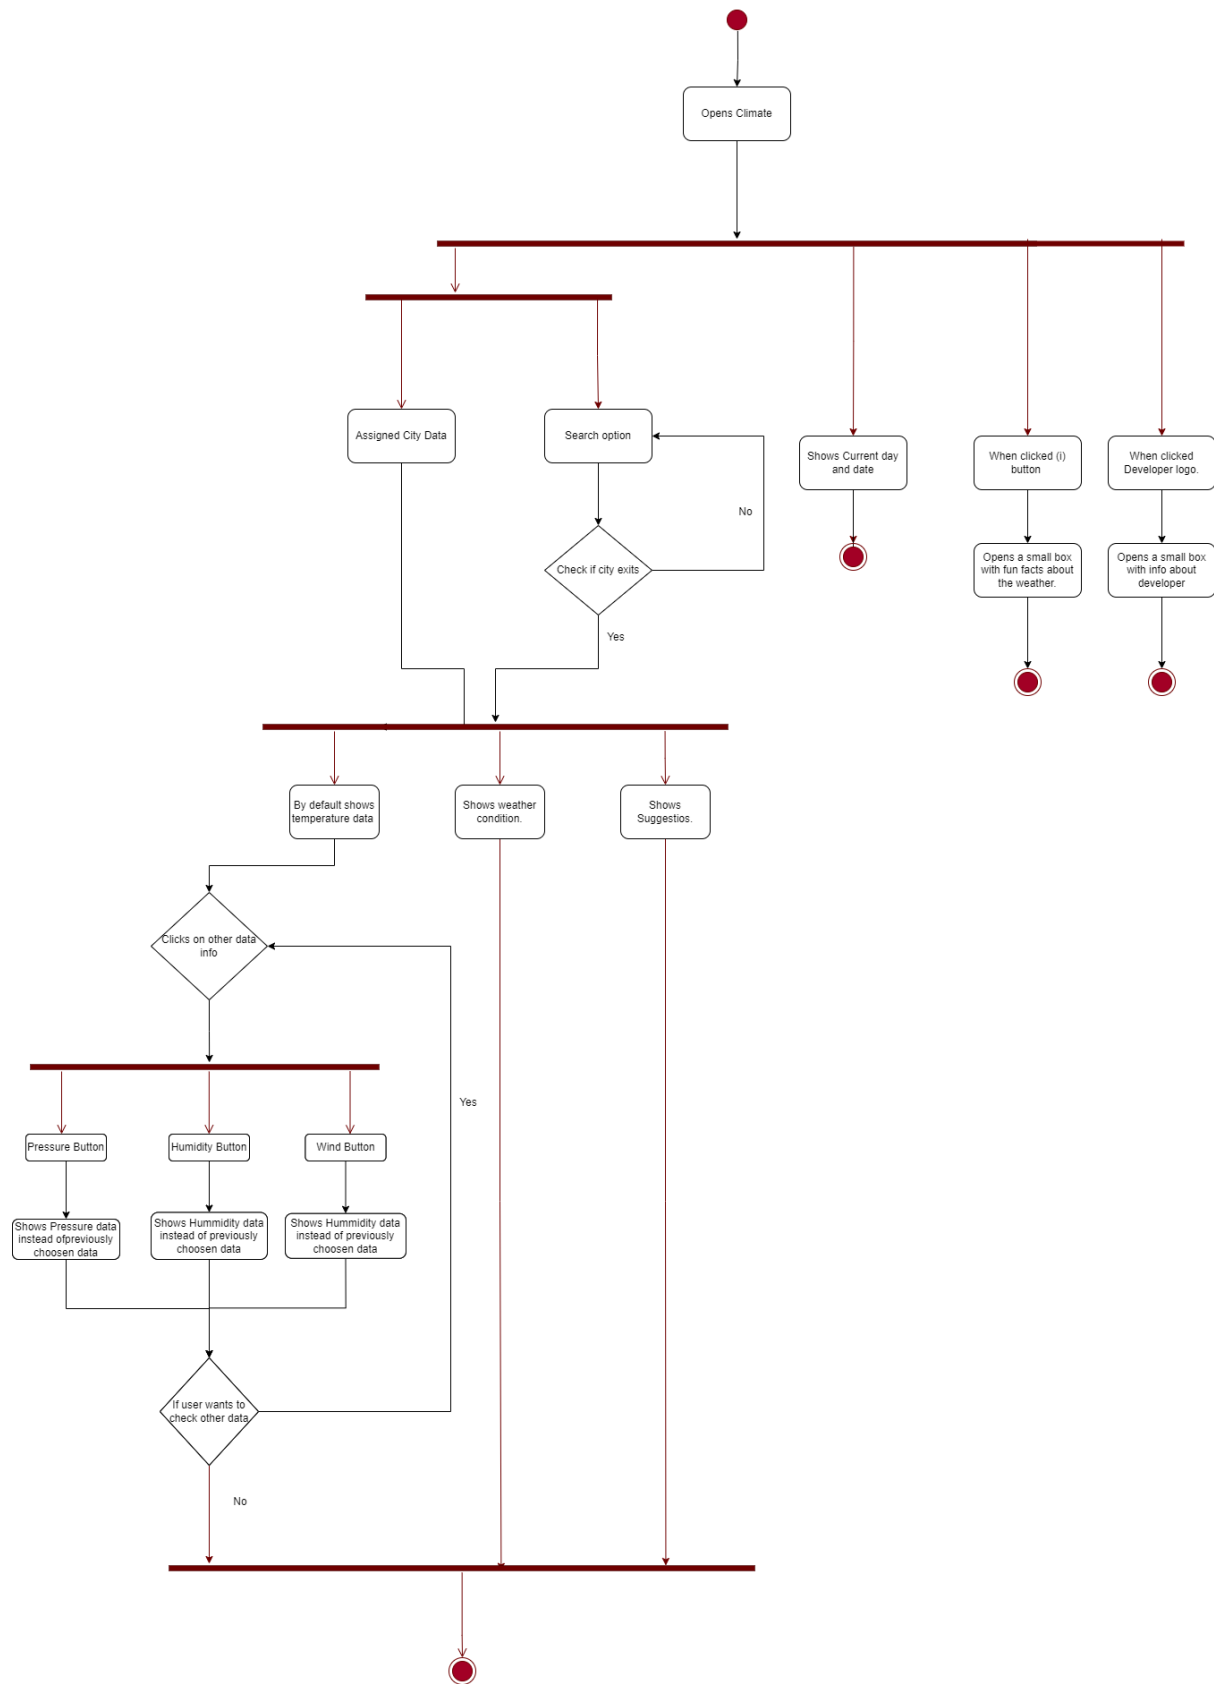 Opens Climate
Assigned City Data
Search option
Shows Current day
and date
When clicked (i)
button
When clicked
Developer logo.
No
Check if city exits
Opens a small box
with fun facts about
the weather.
Opens a small box
with info about
developer
Yes
By default shows
temperature data
Shows weather
condition.
Shows
Suggestios.
Clicks on other data
info
Yes
Pressure Button
Humidity Button
Wind Button
Shows Pressure data
instead ofpreviously
choosen data
Shows Hummidity data
instead of previously
choosen data
Shows Hummidity data
instead of previously
choosen data
If user wants to
check other data
No